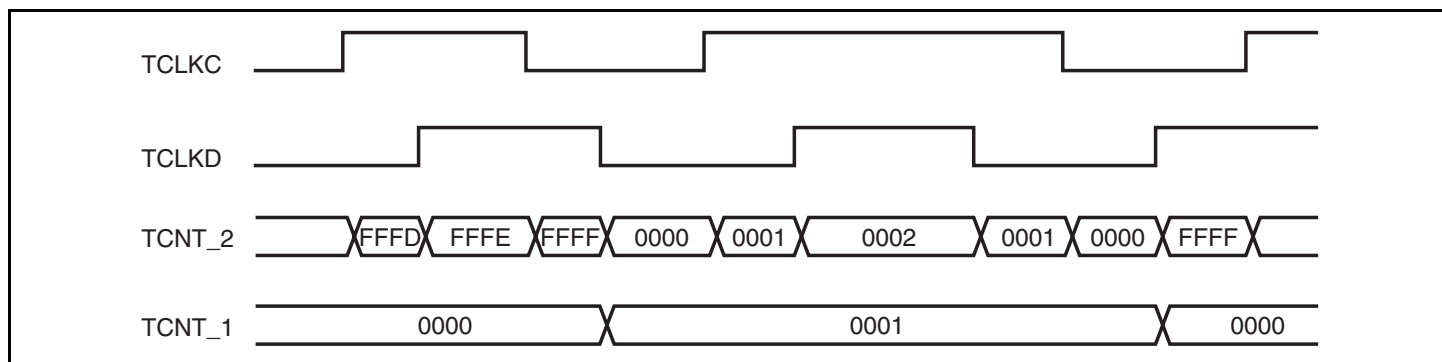 TCLKC
TCLKD
TCNT_2 FFFD FFFE FFFF 0000 0001 0002 0001 0000 FFFF
TCNT_1 0000 0001 0000